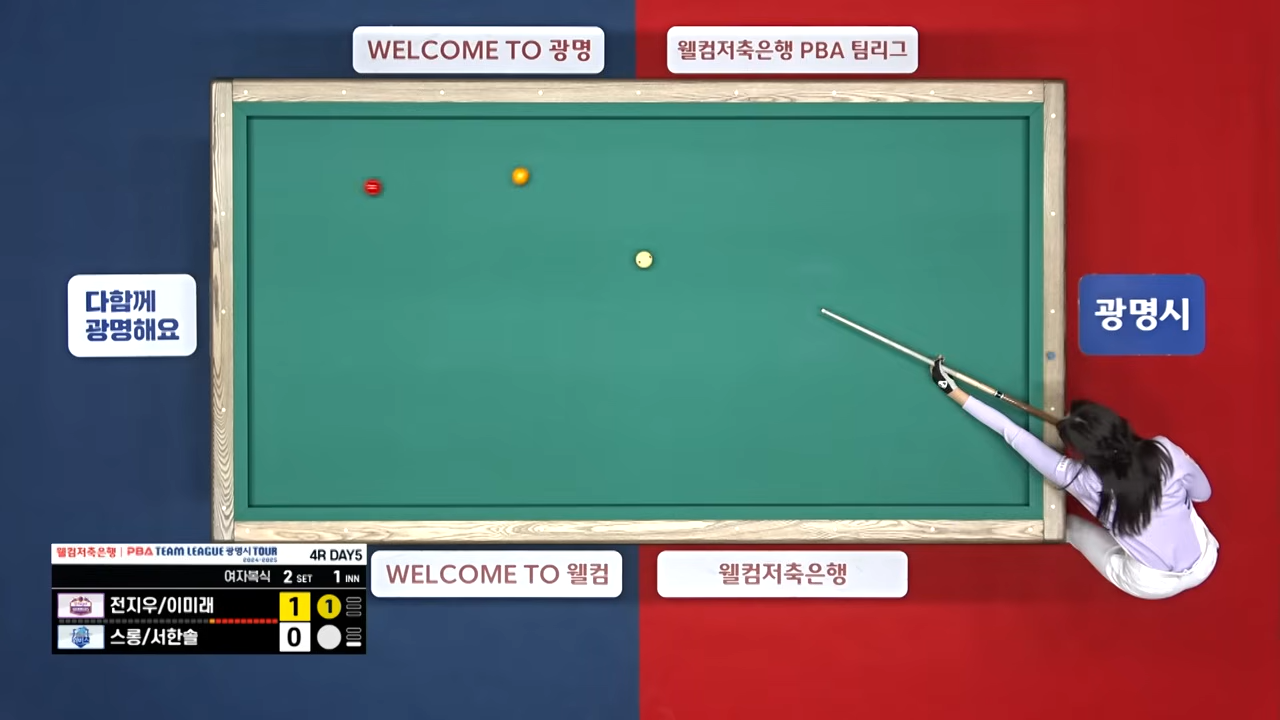 WELCOME TO 광명
웰컴저축은행 PBA 팀리그
다함께
광명해요
광명시
웰컴저축은행 | PBA TEAM LEAGUE 광명시 TOUR
2024-2025
4R DAY5
여자복식 2 SET 1 INN
전지우/이미래 1 1
스롱/서한솔 0
WELCOME TO 웰컴
웰컴저축은행